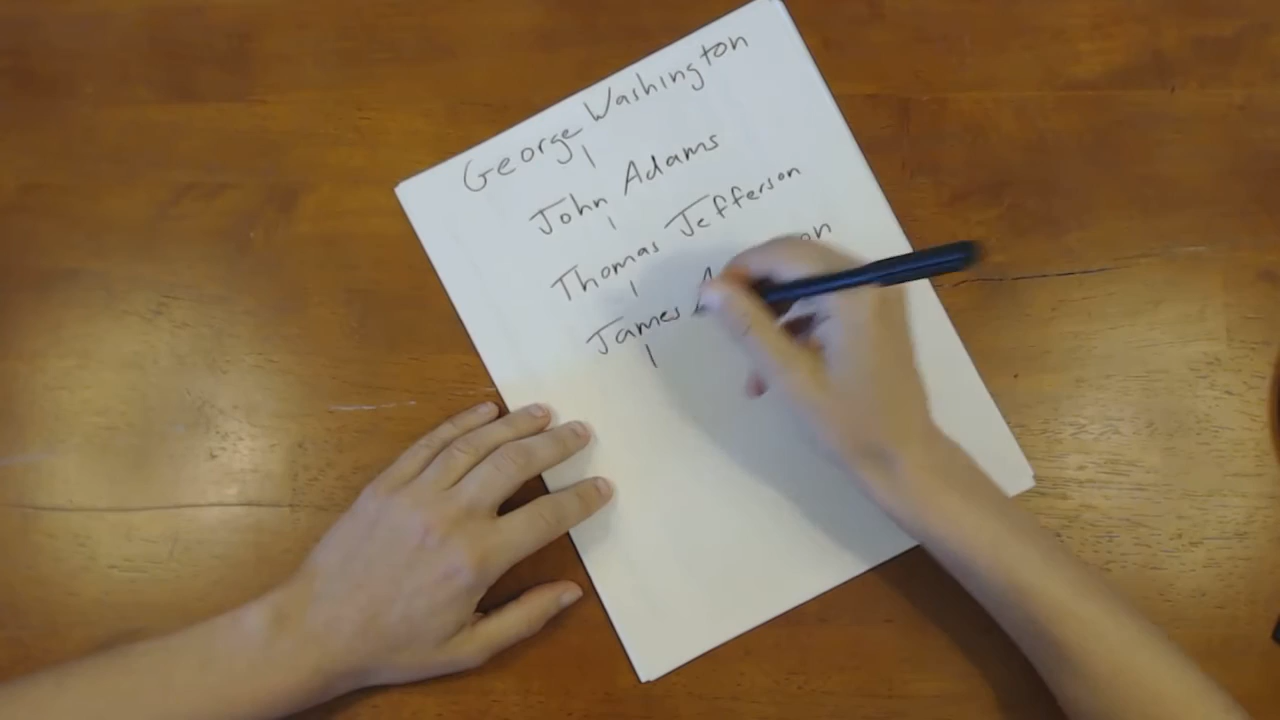 George Washington
|
John Adams
|
Thomas Jefferson
|
James
|